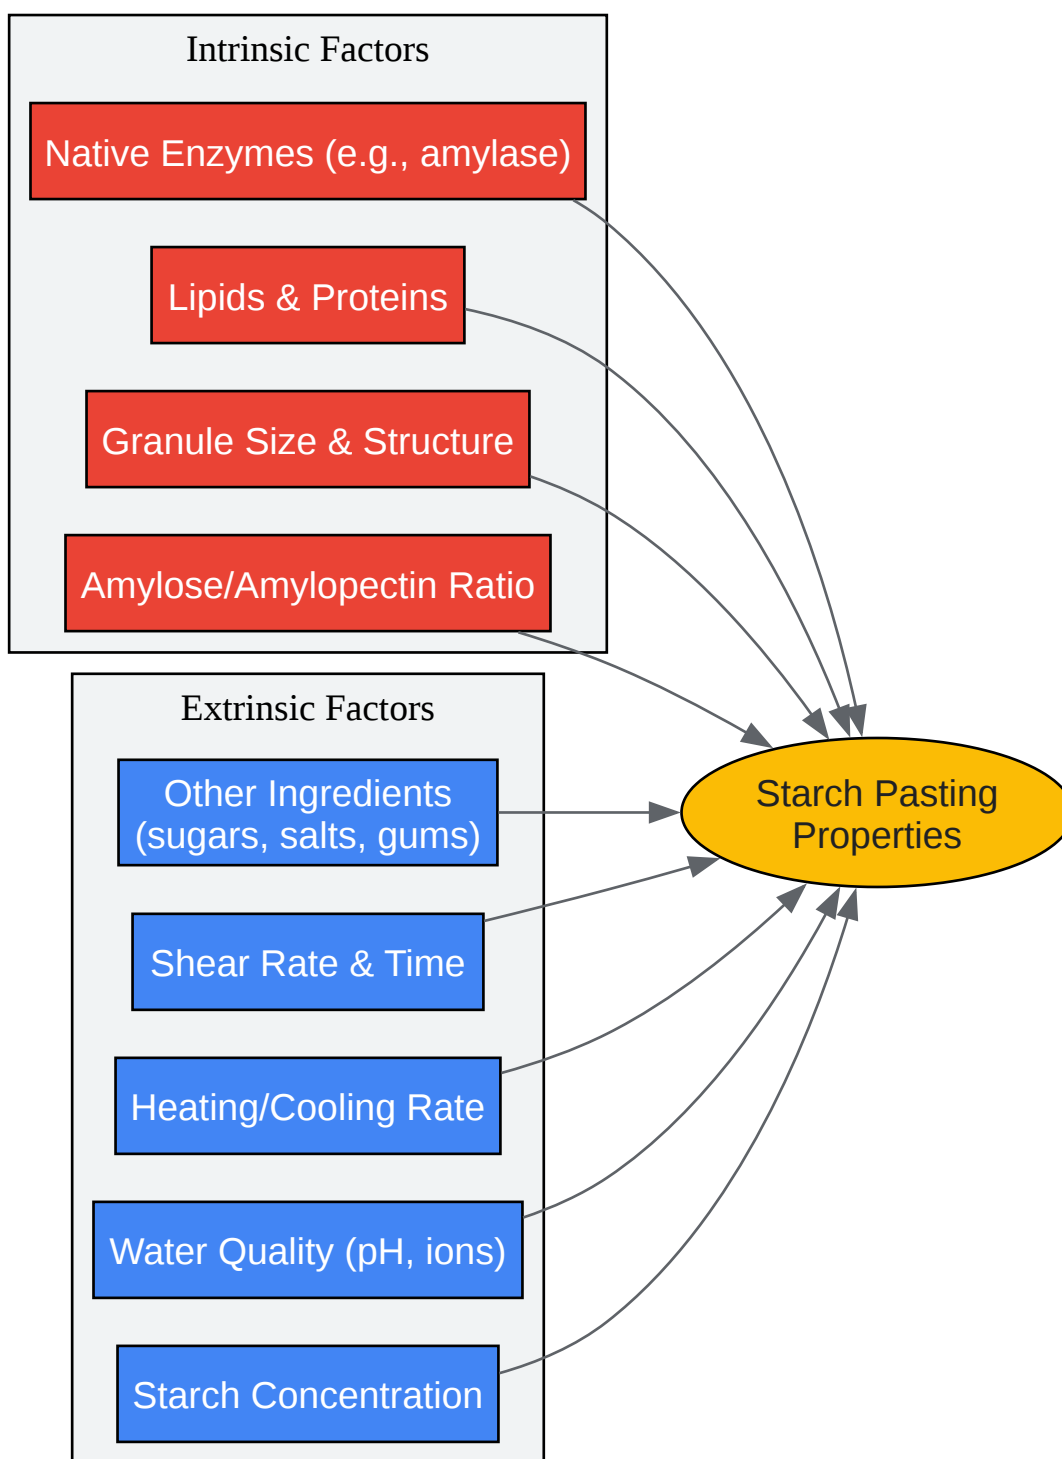 Intrinsic Factors
Native Enzymes (e.g., amylase)
Lipids & Proteins
Granule Size & Structure
Amylose/Amylopectin Ratio
Extrinsic Factors
Other Ingredients
(sugars, salts, gums)
Shear Rate & Time
Heating/Cooling Rate
Water Quality (pH, ions)
Starch Concentration
Starch Pasting
Properties